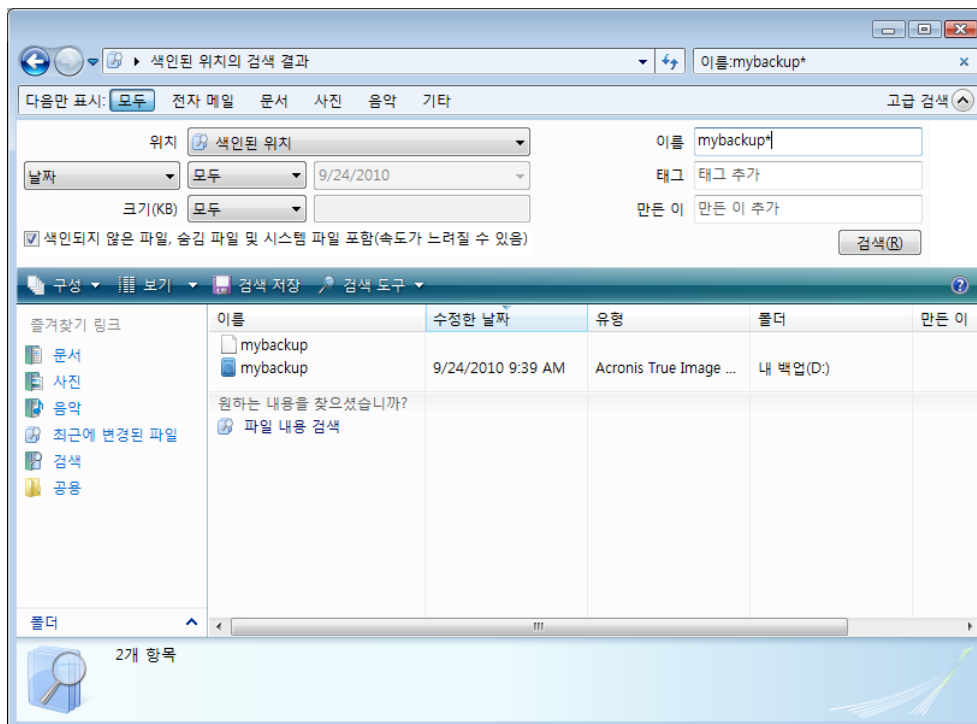 색인된 위치의 검색 결과
이름:mybackup*
다음만 표시: 모두 전자 메일 문서 사진 음악 기타 고급 검색
위치 색인된 위치 이름 mybackup*
날짜 모두 9/24/2010 태그 태그 추가
크기(KB) 모두 만든 이 만든 이 추가
색인되지 않은 파일, 숨김 파일 및 시스템 파일 포함(속도가 느려질 수 있음)
검색(R)
구성 보기 검색 저장 검색 도구
즐겨찾기 링크
문서
사진
음악
최근에 변경된 파일
검색
공용
폴더
이름 수정한 날짜 유형 폴더 만든 이
mybackup
mybackup 9/24/2010 9:39 AM Acronis True Image ... 내 백업(D:)
원하는 내용을 찾으셨습니까?
파일 내용 검색
2개 항목